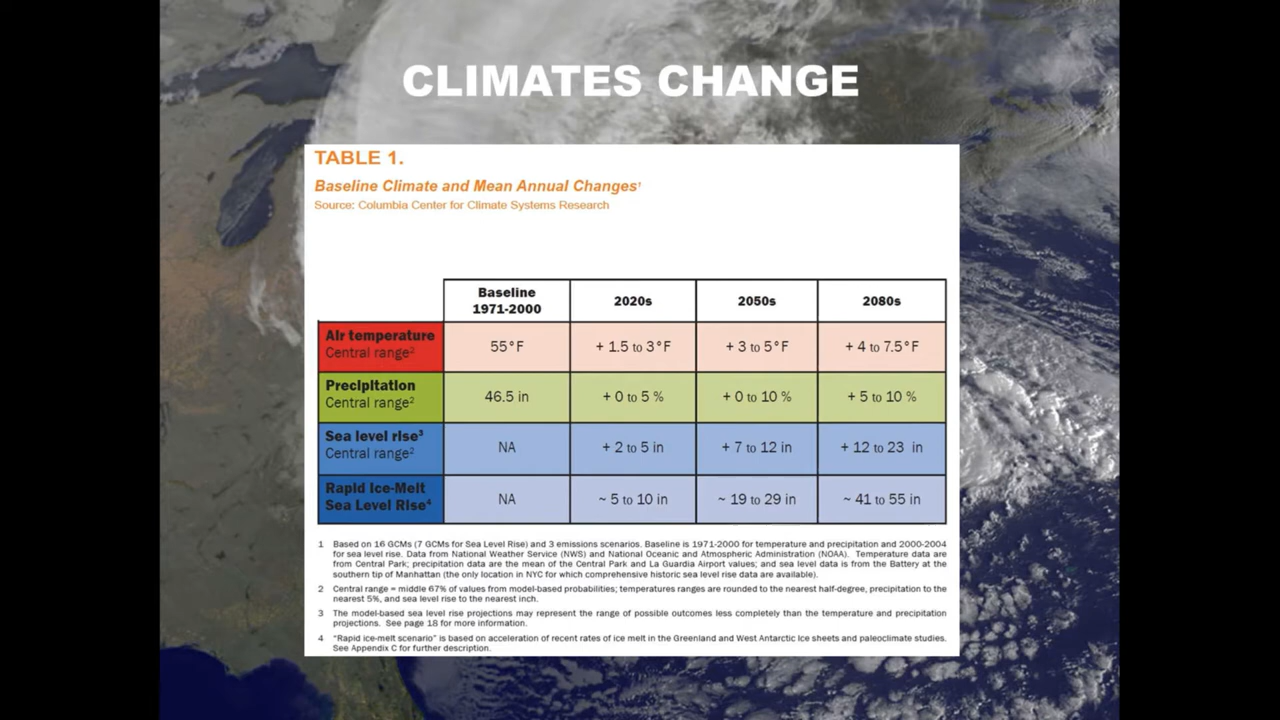 CLIMATES CHANGE
TABLE 1.
Baseline Climate and Mean Annual Changes¹
Source: Columbia Center for Climate Systems Research
Baseline
1971-2000
2020s
2050s
2080s
Air temperature
Central range²
55°F
+ 1.5 to 3°F
+ 3 to 5°F
+ 4 to 7.5°F
Precipitation
Central range²
46.5 in
+ 0 to 5 %
+ 0 to 10 %
+ 5 to 10 %
Sea level rise³
Central range²
NA
+ 2 to 5 in
+ 7 to 12 in
+ 12 to 23 in
Rapid Ice-Melt
Sea Level Rise⁴
NA
~ 5 to 10 in
~ 19 to 29 in
~ 41 to 55 in
1 Based on 16 GCMs (7 GCMs for Sea Level Rise) and 3 emissions scenarios. Baseline is 1971-2000 for temperature and precipitation and 2000-2004
for sea level rise. Data from National Weather Service (NWS) and National Oceanic and Atmospheric Administration (NOAA). Temperature data are
from Central Park; precipitation data are the mean of the Central Park and La Guardia Airport values; and sea level data is from the Battery at the
southern tip of Manhattan (the only location in NYC for which comprehensive historic sea level rise data are available).
2 Central range = middle 67% of values from model-based probabilities; temperatures ranges are rounded to the nearest half-degree, precipitation to the
nearest 5%, and sea level rise to the nearest inch.
3 The model-based sea level rise projections may represent the range of possible outcomes less completely than the temperature and precipitation
projections. See page 18 for more information.
4 “Rapid ice-melt scenario” is based on acceleration of recent rates of ice melt in the Greenland and West Antarctic Ice sheets and paleoclimate studies.
See Appendix C for further description.